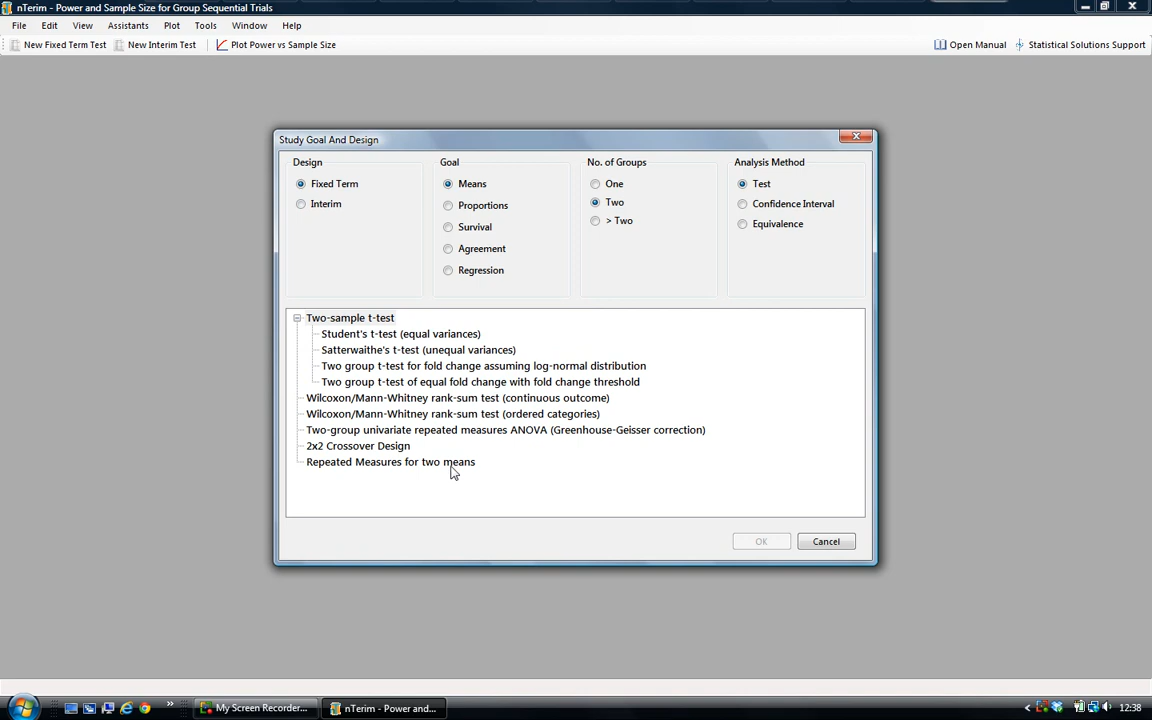 nTerim - Power and Sample Size for Group Sequential Trials
File Edit View Assistants Plot Tools Window Help
New Fixed Term Test New Interim Test Plot Power vs Sample Size Open Manual Statistical Solutions Support
Study Goal And Design
Design Goal No. of Groups Analysis Method
Fixed Term Means One Test
Interim Proportions Two Confidence Interval
Survival > Two Equivalence
Agreement
Regression
Two-sample t-test
Student's t-test (equal variances)
Satterwaithe's t-test (unequal variances)
Two group t-test for fold change assuming log-normal distribution
Two group t-test of equal fold change with fold change threshold
Wilcoxon/Mann-Whitney rank-sum test (continuous outcome)
Wilcoxon/Mann-Whitney rank-sum test (ordered categories)
Two-group univariate repeated measures ANOVA (Greenhouse-Geisser correction)
2x2 Crossover Design
Repeated Measures for two means
OK Cancel
My Screen Recorder... nTerim - Power and... 12:38